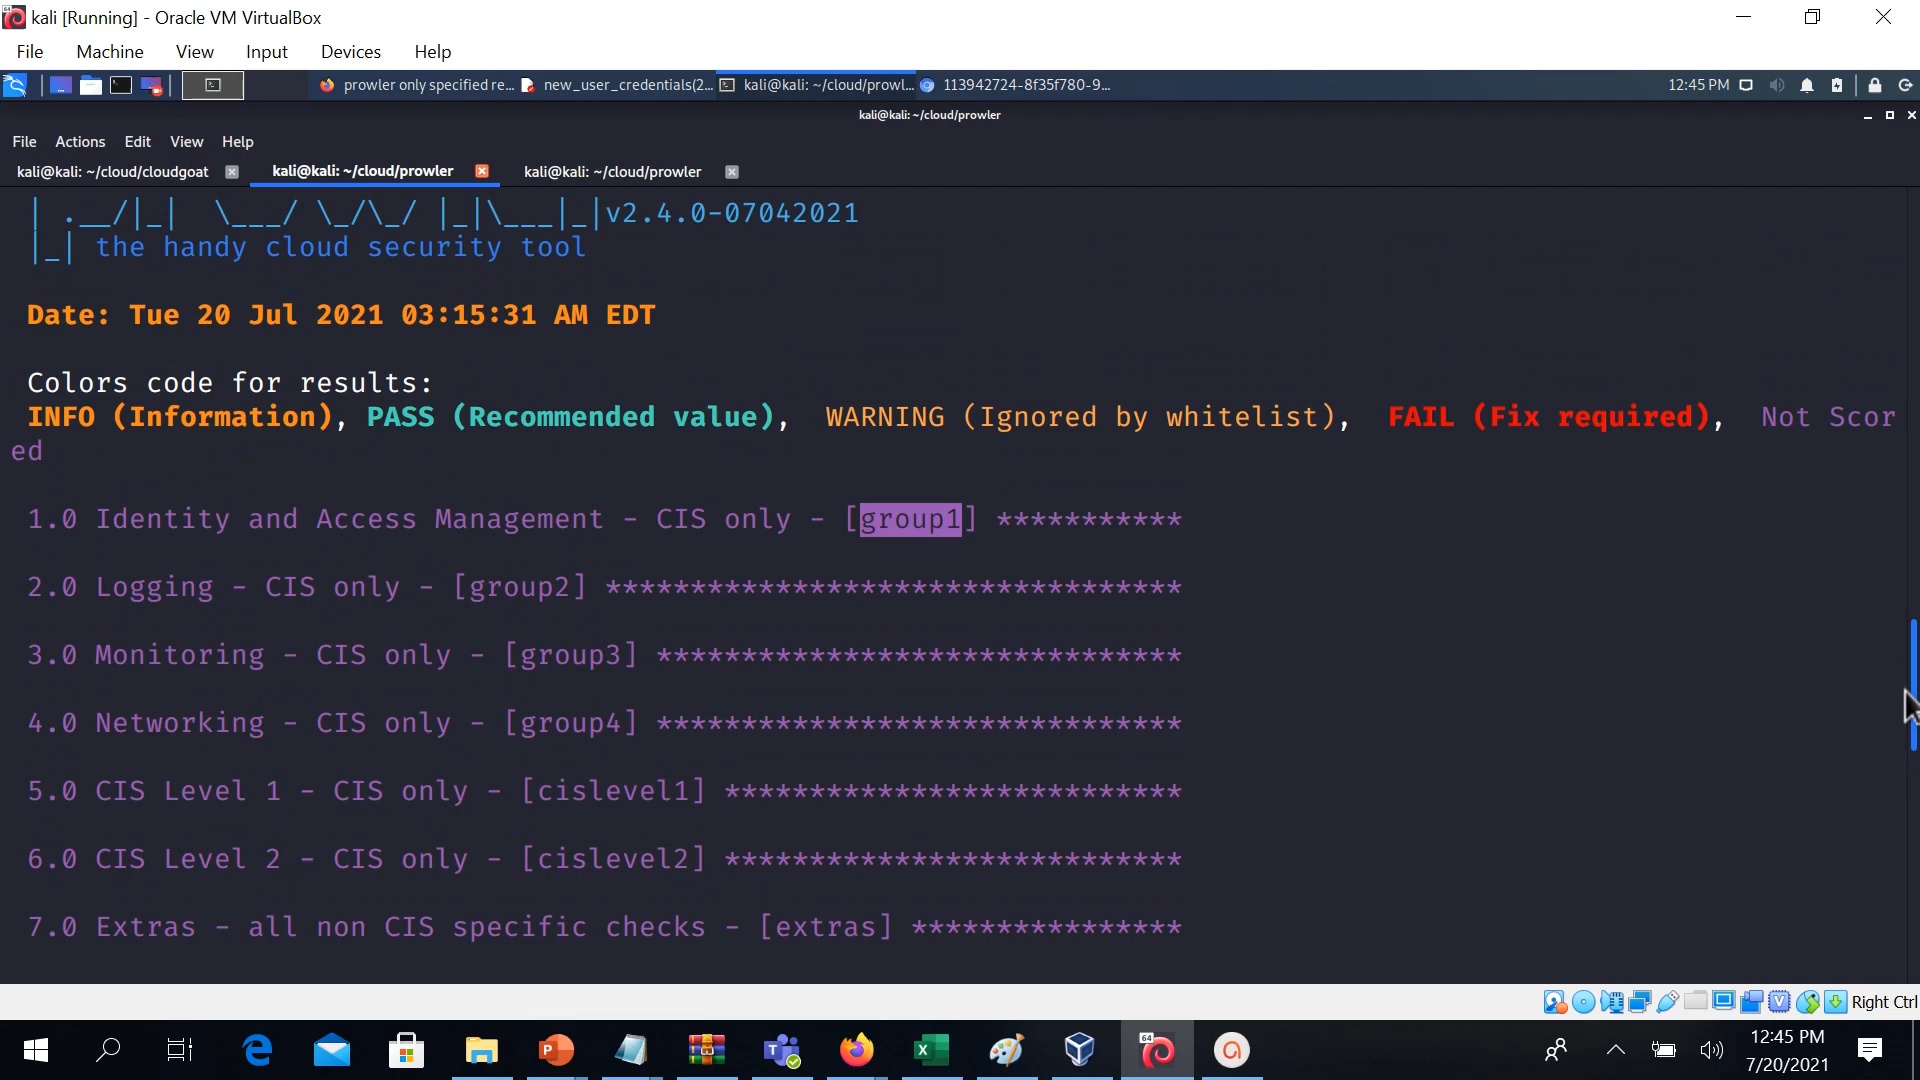 kali [Running] - Oracle VM VirtualBox
File Machine View Input Devices Help
prowler only specified re... new_user_credentials(2... kali@kali: ~/cloud/prowl... 113942724-8f35f780-9... 12:45 PM
kali@kali: ~/cloud/prowler
File Actions Edit View Help
kali@kali: ~/cloud/cloudgoat kali@kali: ~/cloud/prowler kali@kali: ~/cloud/prowler
| .__/|_|  \___/ \_/\_/ |_|\___|_|v2.4.0-07042021
|_| the handy cloud security tool
Date: Tue 20 Jul 2021 03:15:31 AM EDT
Colors code for results:
INFO (Information), PASS (Recommended value),  WARNING (Ignored by whitelist),  FAIL (Fix required),  Not Scor
ed
1.0 Identity and Access Management - CIS only - [group1] ***********
2.0 Logging - CIS only - [group2] **********************************
3.0 Monitoring - CIS only - [group3] *******************************
4.0 Networking - CIS only - [group4] *******************************
5.0 CIS Level 1 - CIS only - [cislevel1] ***************************
6.0 CIS Level 2 - CIS only - [cislevel2] ***************************
7.0 Extras - all non CIS specific checks - [extras] ****************
Right Ctrl
12:45 PM
7/20/2021